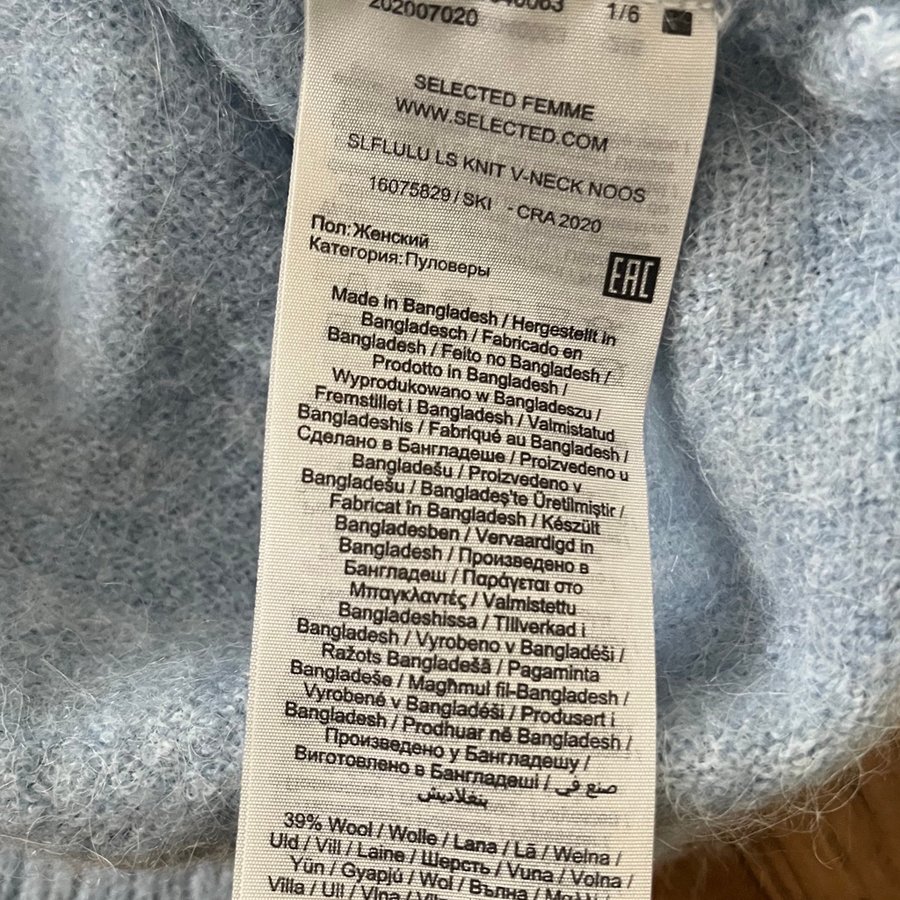 202007020
1/6
SELECTED FEMME
WWW.SELECTED.COM
SLFLULU LS KNIT V-NECK NOOS
16075829 / SKI - CRA 2020
Пол:Женский
Категория:Пуловеры
EAC
Made in Bangladesh / Hergestellt in
Bangladesch / Fabricado en
Bangladesh / Feito no Bangladesh /
Prodotto in Bangladesh /
Wyprodukowano w Bangladeszu /
Fremstillet i Bangladesh / Valmistatud
Bangladeshis / Fabriqué au Bangladesh /
Сделано в Бангладеше / Proizvedeno u
Bangladešu / Proizvedeno v
Bangladešu / Bangladeş'te Üretilmiştir /
Fabricat în Bangladesh / Készült
Bangladesben / Vervaardigd in
Bangladesh / Произведено в
Бангладеш / Παράγεται στο
Μπαγκλαντές / Valmistettu
Bangladeshissa / Tillverkad i
Bangladesh / Vyrobeno v Bangladéši /
Ražots Bangladešā / Pagaminta
Bangladeše / Magħmul fil-Bangladesh /
Vyrobené v Bangladéši / Produsert i
Bangladesh / Prodhuar në Bangladesh /
Произведено у Бангладешу /
Виготовлено в Бангладеші / صنع في
بنغلاديش
39% Wool / Wolle / Lana / Lã / Wełna /
Uld / Vill / Laine / Шерсть / Vuna / Volna /
Yün / Gyapjú / Wol / Вълна /
Villa / Ull / Vlna